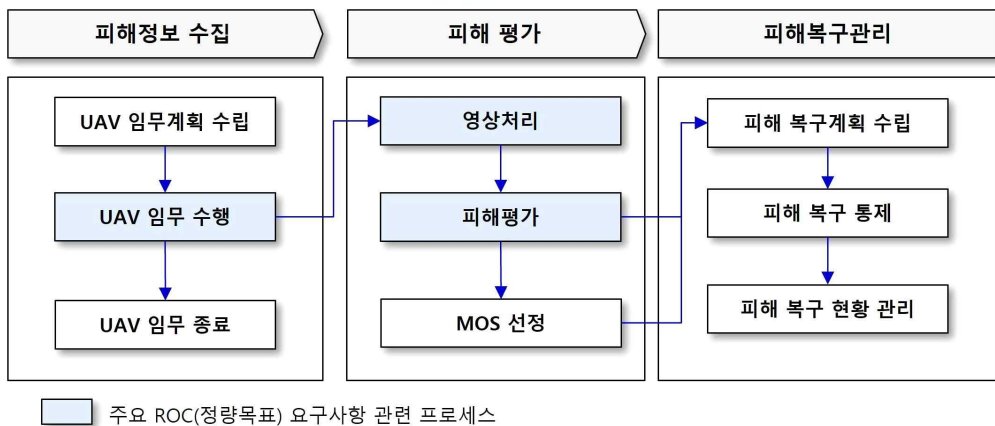 피해정보 수집
피해 평가
피해복구관리
UAV 임무계획 수립
UAV 임무 수행
UAV 임무 종료
영상처리
피해평가
MOS 선정
피해 복구계획 수립
피해 복구 통제
피해 복구 현황 관리
주요 ROC(정량목표) 요구사항 관련 프로세스